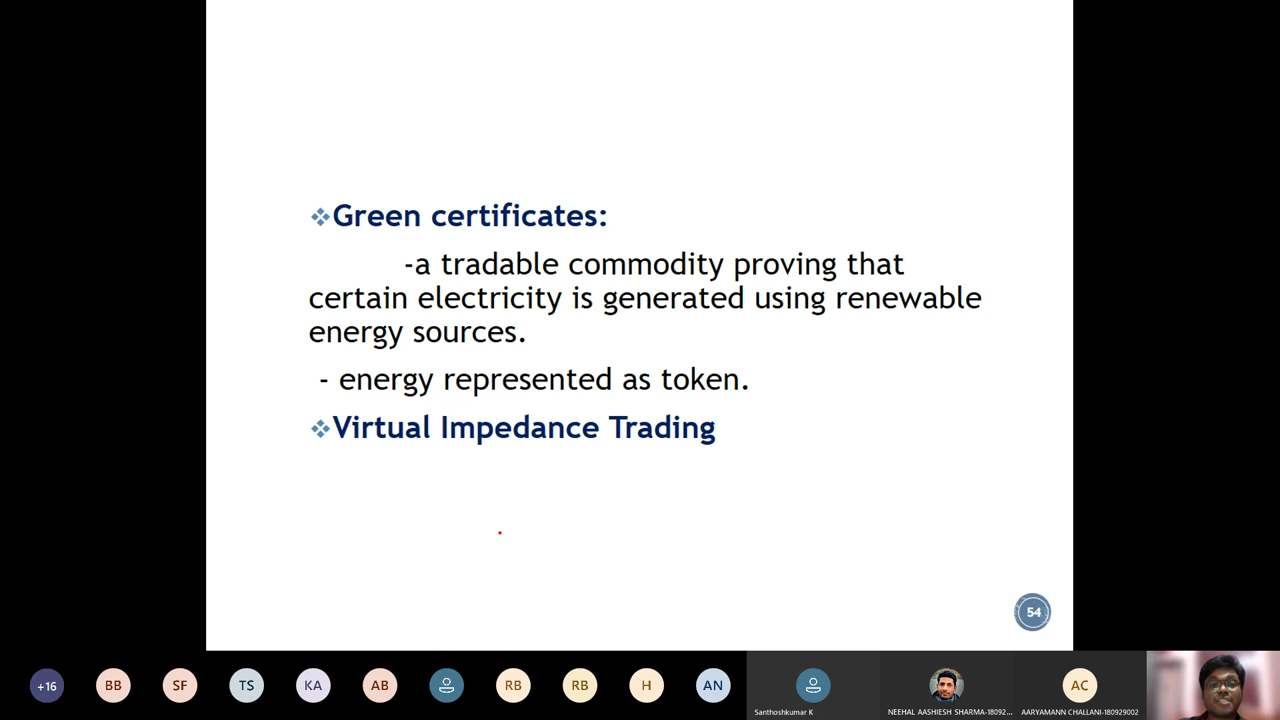 ❖Green certificates:
-a tradable commodity proving that
certain electricity is generated using renewable
energy sources.
- energy represented as token.
❖Virtual Impedance Trading
54
+16
BB
SF
TS
KA
AB
RB
RB
H
AN
AC
Santhoshkumar K
NEEHAL AASHIESH SHARMA-18092...
AARYAMANN CHALLANI-180929002